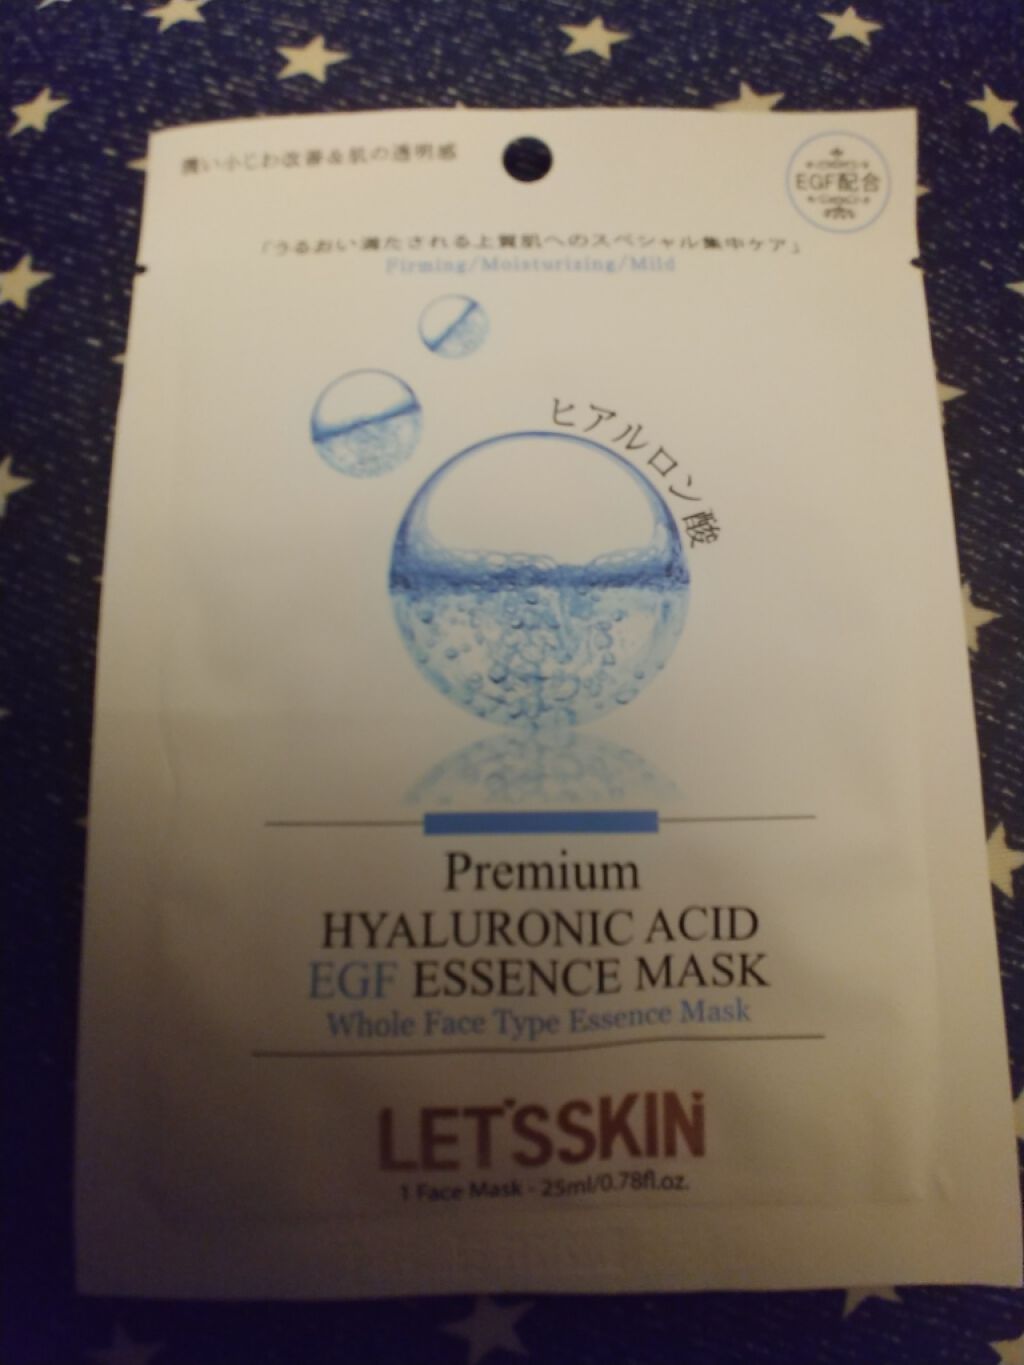 潤い小じわ改善&肌の透明感
EGF配合
「うるおい満たされる上質肌へのスペシャル集中ケア」
Firming/Moisturizing/Mild
ヒアルロン酸
Premium
HYALURONIC ACID
EGF ESSENCE MASK
Whole Face Type Essence Mask
LET'SSKIN
1 Face Mask - 25ml/0.78fl.oz.